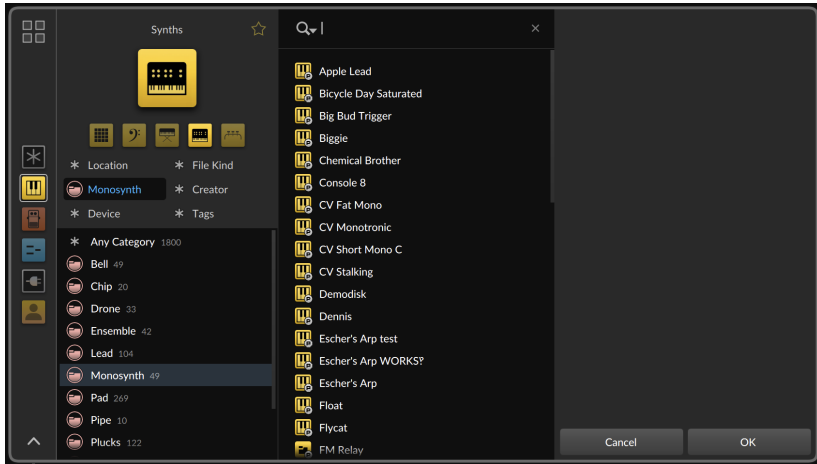 Synths
Location
File Kind
Monosynth
Creator
Device
Tags
Any Category 1800
Bell 49
Chip 20
Drone 33
Ensemble 42
Lead 104
Monosynth 49
Pad 269
Pipe 10
Plucks 122
Apple Lead
Bicycle Day Saturated
Big Bud Trigger
Biggie
Chemical Brother
Console 8
CV Fat Mono
CV Monotronic
CV Short Mono C
CV Stalking
Demodisk
Dennis
Escher's Arp test
Escher's Arp WORKS‽
Escher's Arp
Float
Flycat
FM Relay
Cancel
OK